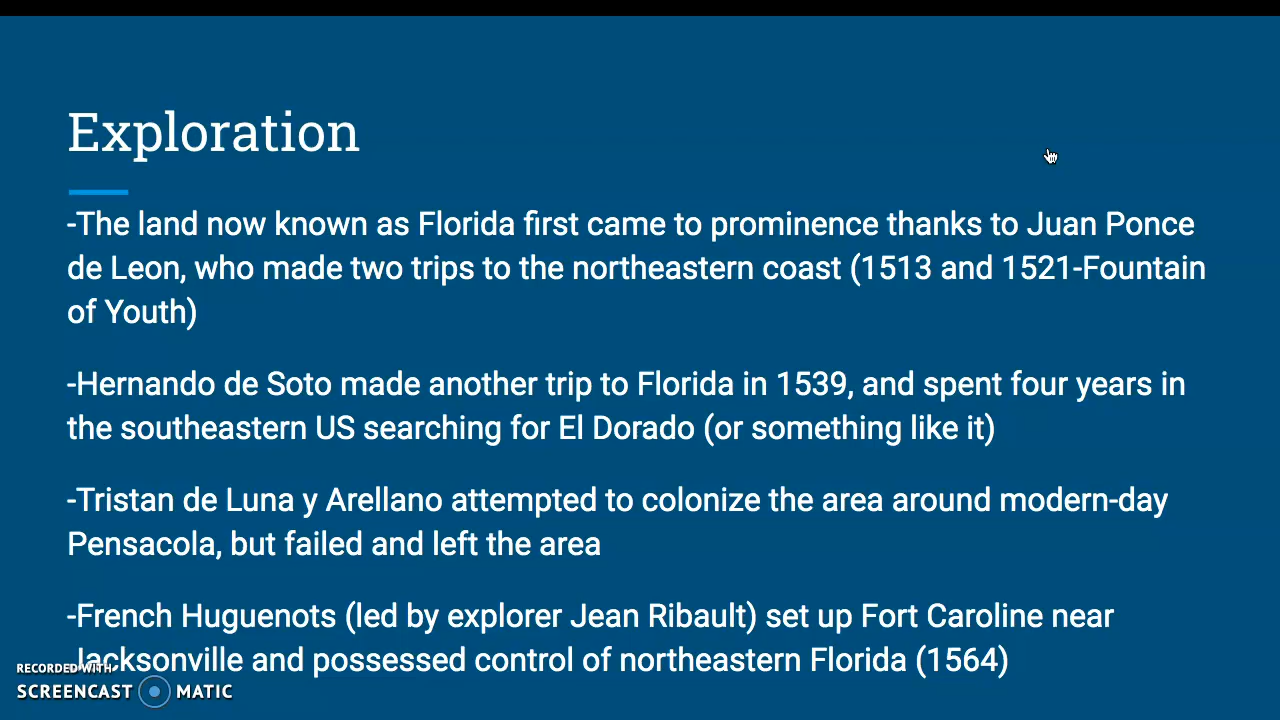 Exploration
-The land now known as Florida first came to prominence thanks to Juan Ponce
de Leon, who made two trips to the northeastern coast (1513 and 1521-Fountain
of Youth)
-Hernando de Soto made another trip to Florida in 1539, and spent four years in
the southeastern US searching for El Dorado (or something like it)
-Tristan de Luna y Arellano attempted to colonize the area around modern-day
Pensacola, but failed and left the area
-French Huguenots (led by explorer Jean Ribault) set up Fort Caroline near
Jacksonville and possessed control of northeastern Florida (1564)
RECORDED WITH
SCREENCAST MATIC